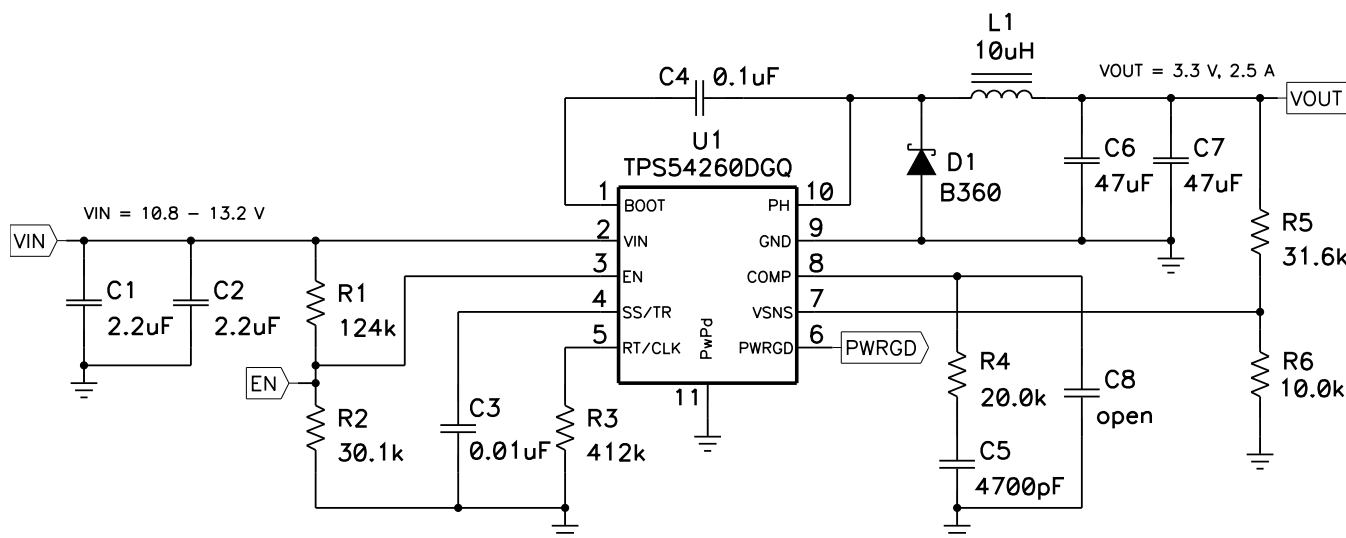 L1
10uH
C4 0.1uF
VOUT = 3.3 V, 2.5 A
VOUT
U1
TPS54260DGQ
C6
47uF
C7
47uF
D1
B360
1
BOOT
PH
10
VIN = 10.8 - 13.2 V
VIN
2
VIN
GND
9
R5
31.6k
3
EN
COMP
8
C1
2.2uF
C2
2.2uF
R1
124k
4
SS/TR
VSNS
7
5
RT/CLK
PwPd
PWRGD
6
PWRGD
EN
11
R4
20.0k
C8
open
R6
10.0k
R2
30.1k
C3
0.01uF
R3
412k
C5
4700pF